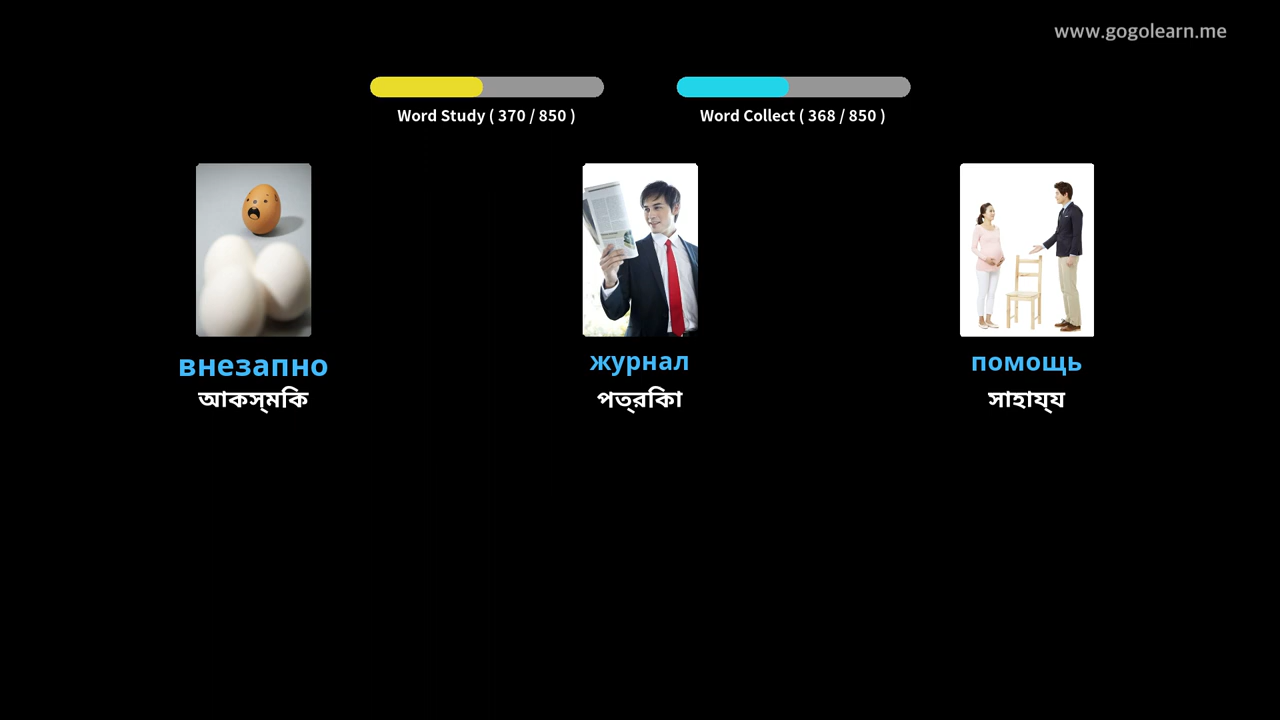 www.gogolearn.me
Word Study ( 370 / 850 )
Word Collect ( 368 / 850 )
внезапно
журнал
помощь
আকস্মিক
পত্রিকা
সাহায্য